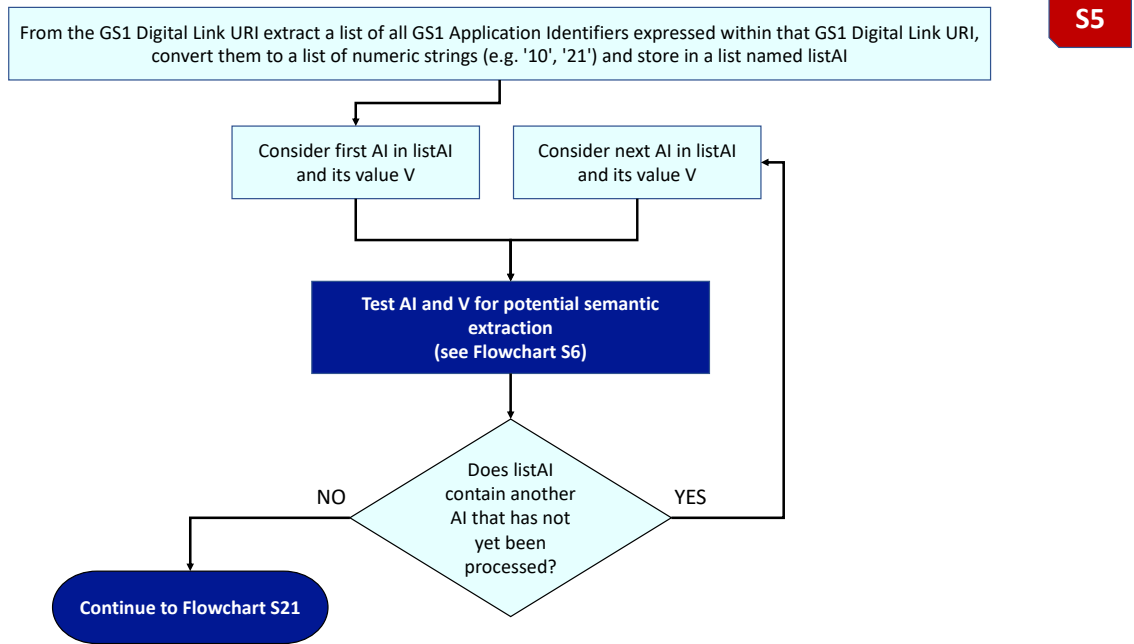 S5
From the GS1 Digital Link URI extract a list of all GS1 Application Identifiers expressed within that GS1 Digital Link URI,
convert them to a list of numeric strings (e.g. '10', '21') and store in a list named listAI
Consider first AI in listAI
and its value V
Consider next AI in listAI
and its value V
Test AI and V for potential semantic
extraction
(see Flowchart S6)
Does listAI
contain another
AI that has not
yet been
processed?
NO
YES
Continue to Flowchart S21